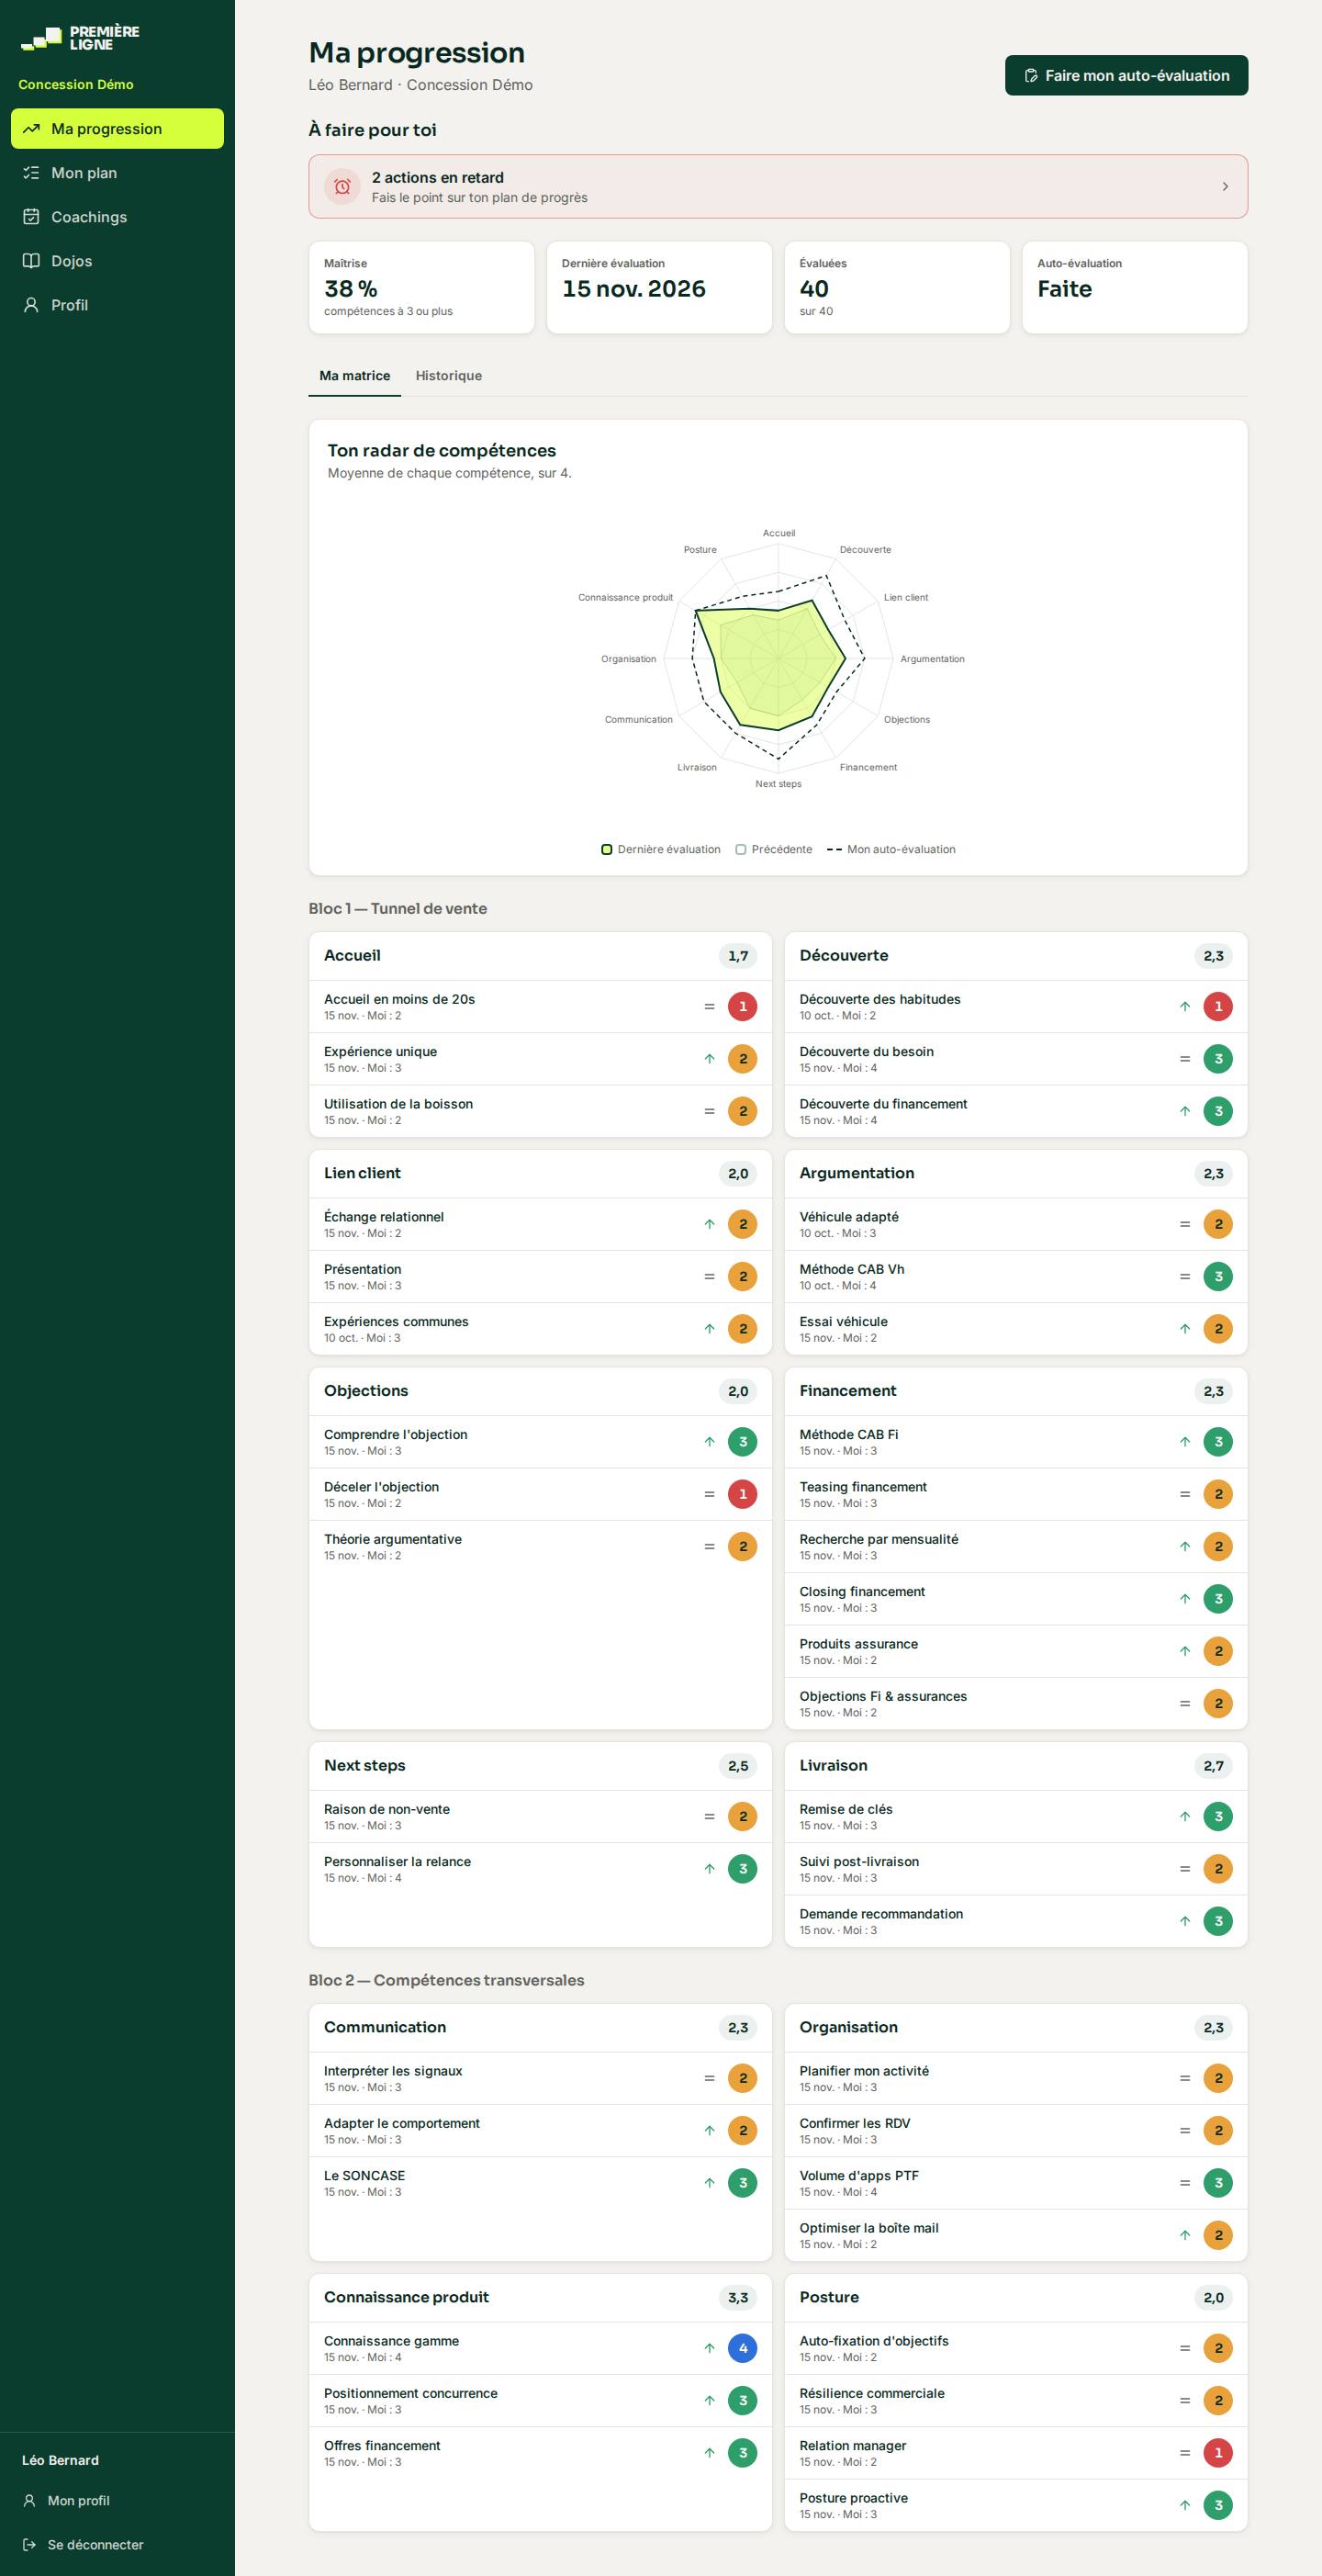 PREMIÈRE
LIGNE
Concession Démo
Ma progression
Mon plan
Coachings
Dojos
Profil
Ma progression
Léo Bernard · Concession Démo
Faire mon auto-évaluation
À faire pour toi
2 actions en retard
Fais le point sur ton plan de progrès
Maîtrise
38 %
compétences à 3 ou plus
Dernière évaluation
15 nov. 2026
Évaluées
40
sur 40
Auto-évaluation
Faite
Ma matrice
Historique
Ton radar de compétences
Moyenne de chaque compétence, sur 4.
Accueil
Découverte
Lien client
Argumentation
Objections
Financement
Next steps
Livraison
Communication
Organisation
Connaissance produit
Posture
Dernière évaluation
Précédente
Mon auto-évaluation
Bloc 1 — Tunnel de vente
Accueil 1,7
Accueil en moins de 20s = 1
15 nov. · Moi : 2
Expérience unique ↑ 2
15 nov. · Moi : 3
Utilisation de la boisson = 2
15 nov. · Moi : 2
Découverte 2,3
Découverte des habitudes ↑ 1
10 oct. · Moi : 2
Découverte du besoin = 3
15 nov. · Moi : 4
Découverte du financement ↑ 3
15 nov. · Moi : 4
Lien client 2,0
Échange relationnel ↑ 2
15 nov. · Moi : 2
Présentation = 2
15 nov. · Moi : 3
Expériences communes ↑ 2
10 oct. · Moi : 3
Argumentation 2,3
Véhicule adapté = 2
10 oct. · Moi : 3
Méthode CAB Vh = 3
10 oct. · Moi : 4
Essai véhicule ↑ 2
15 nov. · Moi : 2
Objections 2,0
Comprendre l'objection ↑ 3
15 nov. · Moi : 3
Déceler l'objection = 1
15 nov. · Moi : 2
Théorie argumentative = 2
15 nov. · Moi : 2
Financement 2,3
Méthode CAB Fi ↑ 3
15 nov. · Moi : 3
Teasing financement = 2
15 nov. · Moi : 3
Recherche par mensualité ↑ 2
15 nov. · Moi : 3
Closing financement ↑ 3
15 nov. · Moi : 3
Produits assurance ↑ 2
15 nov. · Moi : 2
Objections Fi & assurances = 2
15 nov. · Moi : 2
Next steps 2,5
Raison de non-vente = 2
15 nov. · Moi : 3
Personnaliser la relance ↑ 3
15 nov. · Moi : 4
Livraison 2,7
Remise de clés ↑ 3
15 nov. · Moi : 3
Suivi post-livraison = 2
15 nov. · Moi : 3
Demande recommandation ↑ 3
15 nov. · Moi : 3
Bloc 2 — Compétences transversales
Communication 2,3
Interpréter les signaux = 2
15 nov. · Moi : 3
Adapter le comportement ↑ 2
15 nov. · Moi : 3
Le SONCASE ↑ 3
15 nov. · Moi : 3
Organisation 2,3
Planifier mon activité = 2
15 nov. · Moi : 3
Confirmer les RDV = 2
15 nov. · Moi : 3
Volume d'apps PTF = 3
15 nov. · Moi : 4
Optimiser la boîte mail ↑ 2
15 nov. · Moi : 2
Connaissance produit 3,3
Connaissance gamme ↑ 4
15 nov. · Moi : 4
Positionnement concurrence ↑ 3
15 nov. · Moi : 3
Offres financement ↑ 3
15 nov. · Moi : 3
Posture 2,0
Auto-fixation d'objectifs = 2
15 nov. · Moi : 2
Résilience commerciale = 2
15 nov. · Moi : 3
Relation manager = 1
15 nov. · Moi : 2
Posture proactive ↑ 3
15 nov. · Moi : 3
Léo Bernard
Mon profil
Se déconnecter